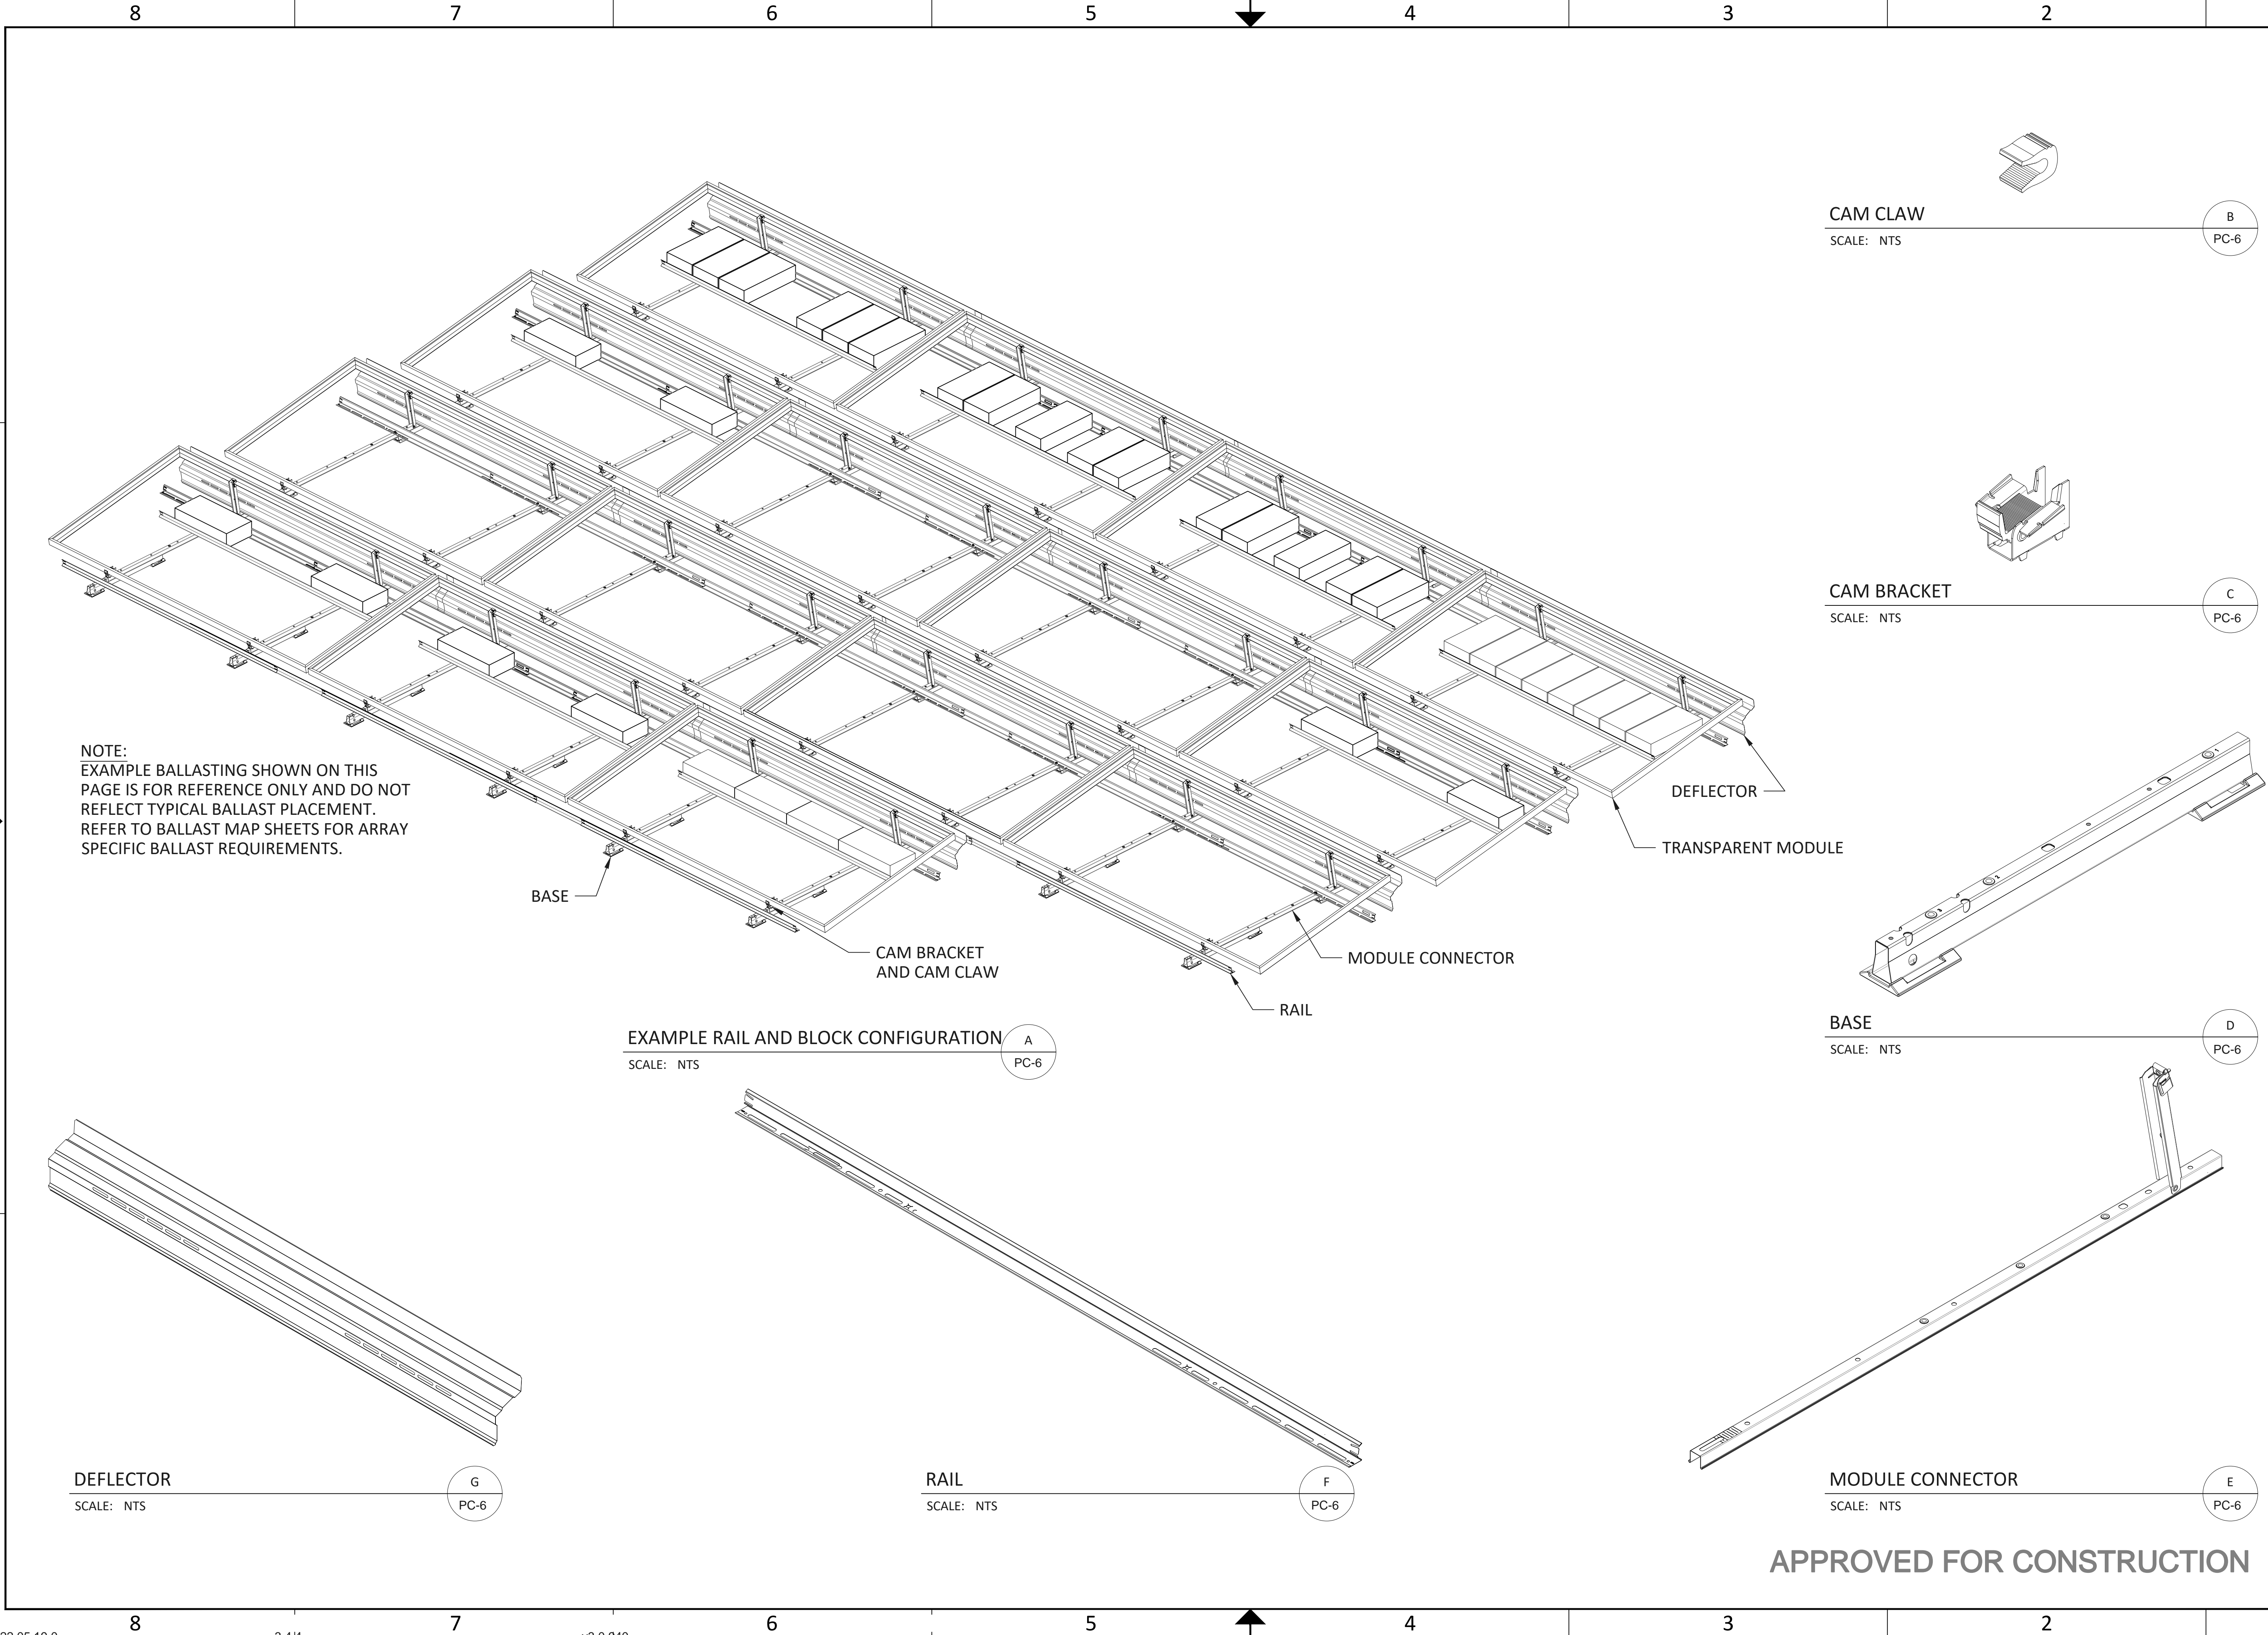 8 7 6 5 4 3 2
CAM CLAW
SCALE: NTS
B
PC-6
CAM BRACKET
SCALE: NTS
C
PC-6
NOTE:
EXAMPLE BALLASTING SHOWN ON THIS
PAGE IS FOR REFERENCE ONLY AND DO NOT
REFLECT TYPICAL BALLAST PLACEMENT.
REFER TO BALLAST MAP SHEETS FOR ARRAY
SPECIFIC BALLAST REQUIREMENTS.
DEFLECTOR
TRANSPARENT MODULE
BASE
CAM BRACKET
AND CAM CLAW
MODULE CONNECTOR
RAIL
1
2
3
BASE
SCALE: NTS
D
PC-6
EXAMPLE RAIL AND BLOCK CONFIGURATION
SCALE: NTS
A
PC-6
DEFLECTOR
SCALE: NTS
G
PC-6
RAIL
SCALE: NTS
F
PC-6
MODULE CONNECTOR
SCALE: NTS
E
PC-6
APPROVED FOR CONSTRUCTION
8 7 6 5 4 3 2